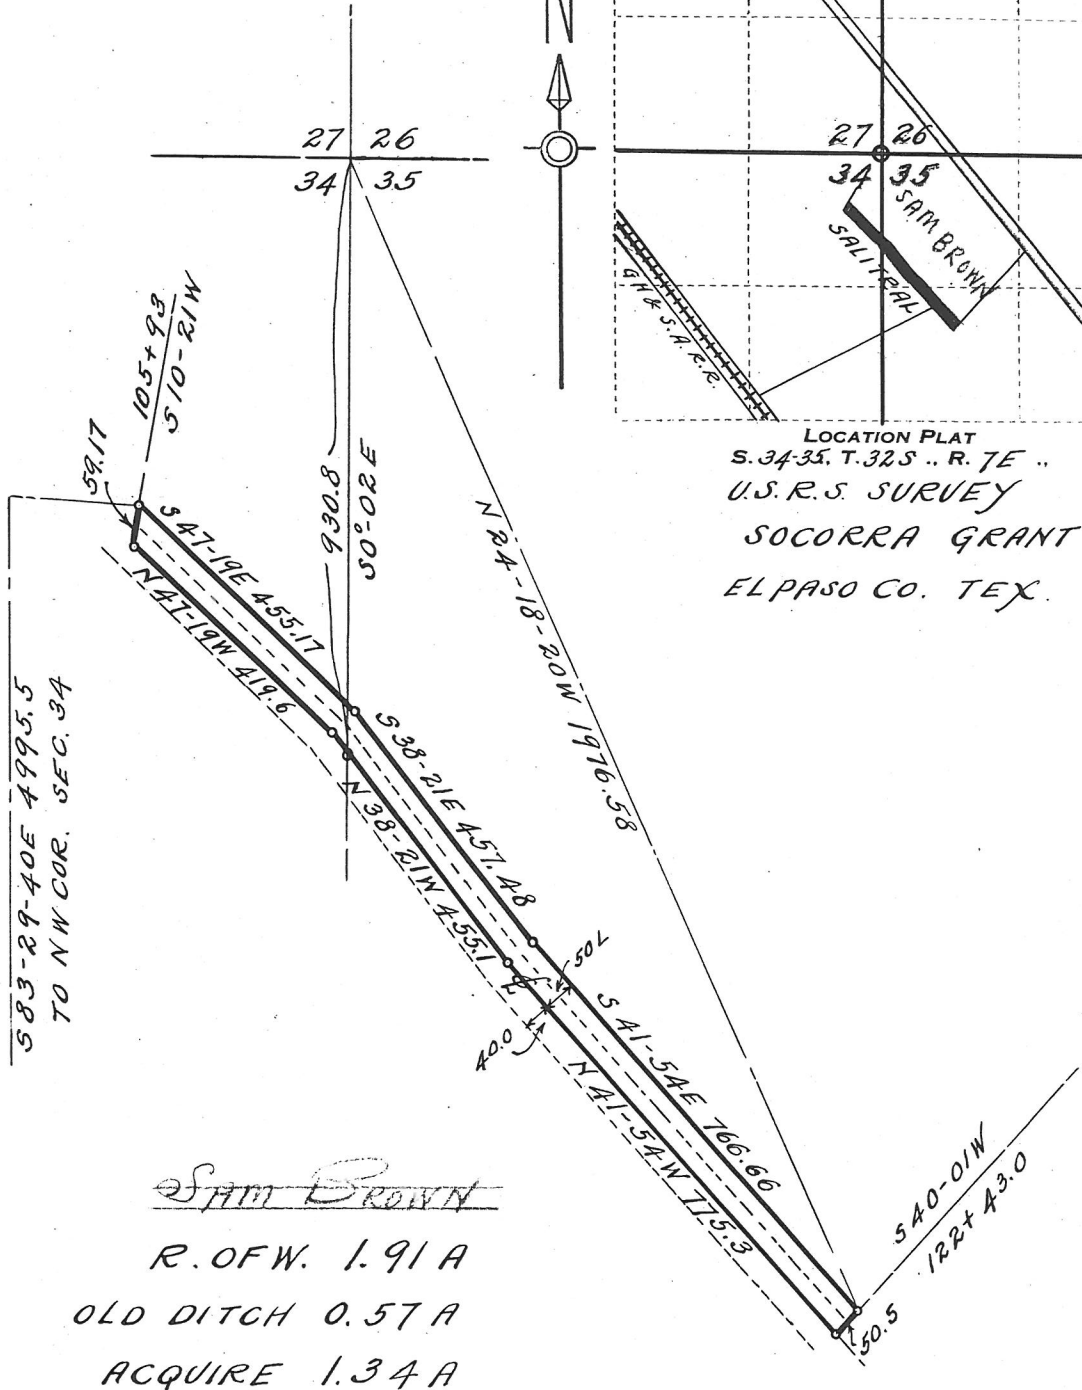 N
27 26
34 35
27 26
34 35
SAM BROWN
SALITRAL
G.H & S.A. R.R.
LOCATION PLAT
S. 34-35, T. 32S .. R. 7E ..
U.S.R.S. SURVEY
SOCORRA GRANT
EL PASO CO. TEX.
105+93
S10-21W
59.17
930.8
S0°-02E
N24-18-20W 1976.58
S47-19E 455.17
N47-19W 419.6
S83-29-40E 4995.5
TO NW COR. SEC. 34
S38-21E 457.48
N38-21W 455.1
50 L
40.0
S41-54E 766.66
N41-54W 775.3
S40-01W
122+43.0
50.5
SAM BROWN
R. OF W. 1.91 A
OLD DITCH 0.57 A
ACQUIRE 1.34 A